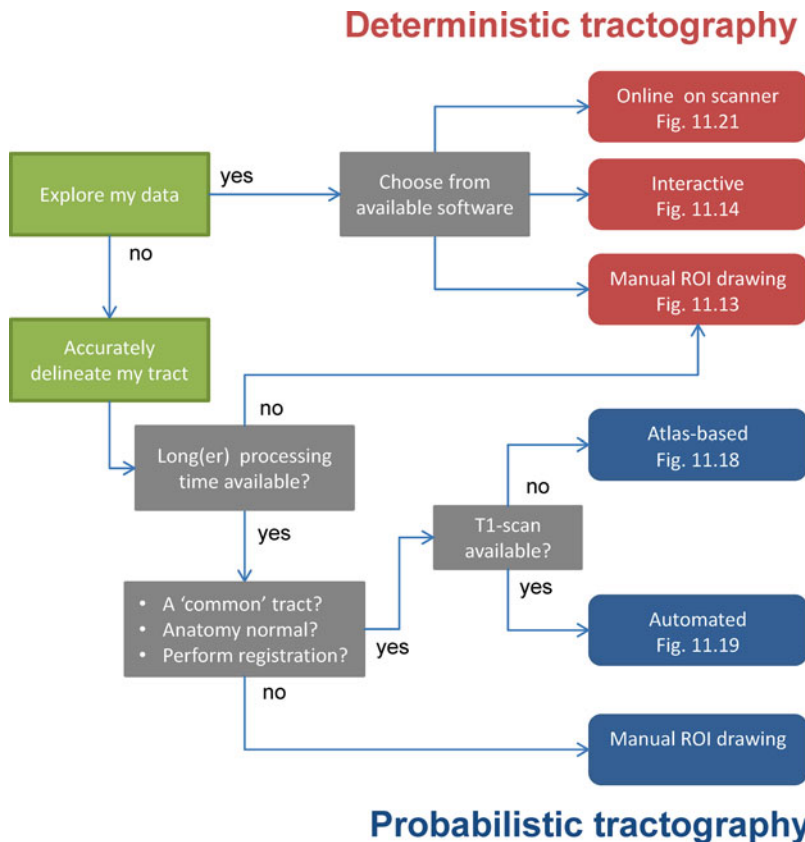 Deterministic tractography
Online on scanner
Fig. 11.21
Explore my data
yes
Choose from
available software
Interactive
Fig. 11.14
no
Manual ROI drawing
Fig. 11.13
Accurately
delineate my tract
no
Long(er) processing
time available?
Atlas-based
Fig. 11.18
no
yes
T1-scan
available?
yes
• A ‘common’ tract?
• Anatomy normal?
• Perform registration?
yes
Automated
Fig. 11.19
no
Manual ROI drawing
Probabilistic tractography